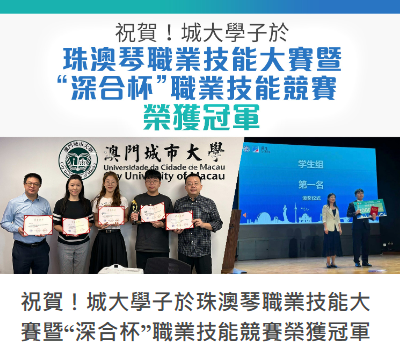 祝賀！城大學子於
珠澳琴職業技能大賽暨
“深合杯”職業技能競賽
榮獲冠軍
澳門城市大學
Universidade da Cidade de Macau
City University of Macau
学生组
第一名
祝賀！城大學子於珠澳琴職業技能大
賽暨“深合杯”職業技能競賽榮獲冠軍